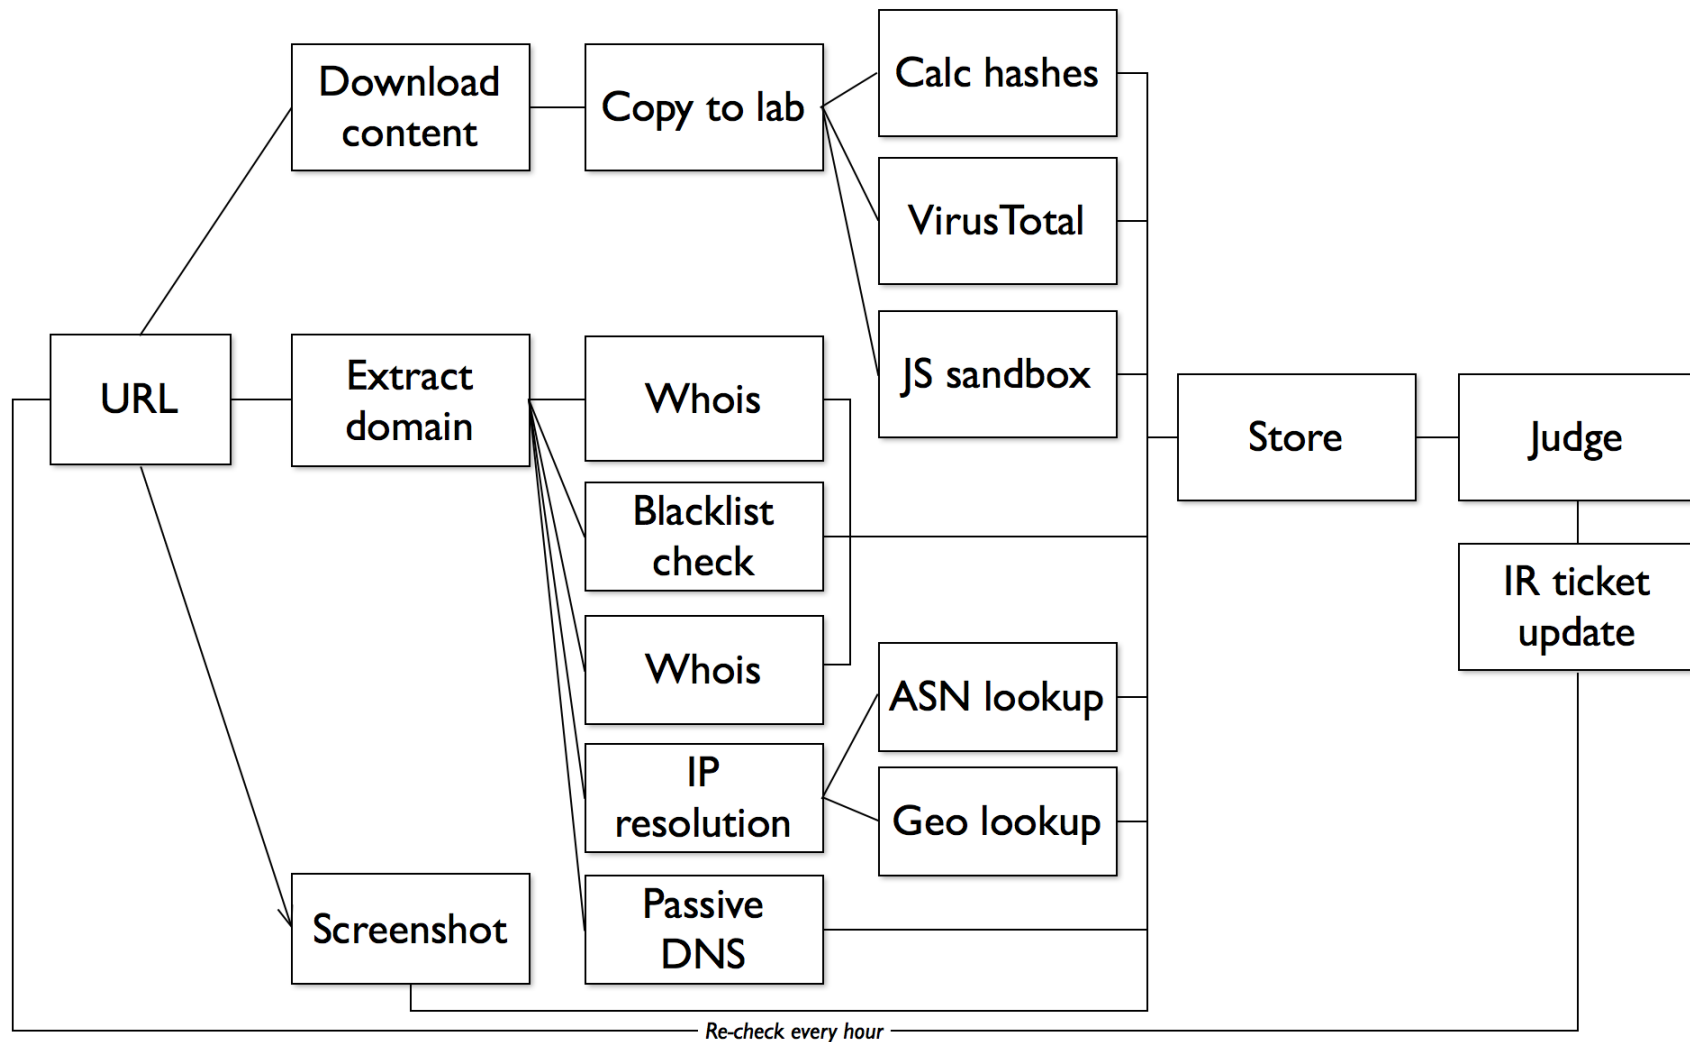 Download
content
Copy to lab
Calc hashes
VirusTotal
JS sandbox
URL
Extract
domain
Whois
Blacklist
check
Whois
IP
resolution
Passive
DNS
ASN lookup
Geo lookup
Screenshot
Store
Judge
IR ticket
update
Re-check every hour